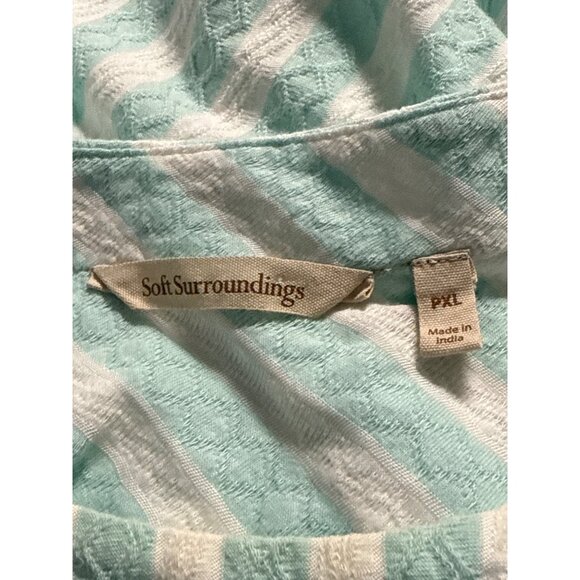 Soft Surroundings
PXL
Made in
India